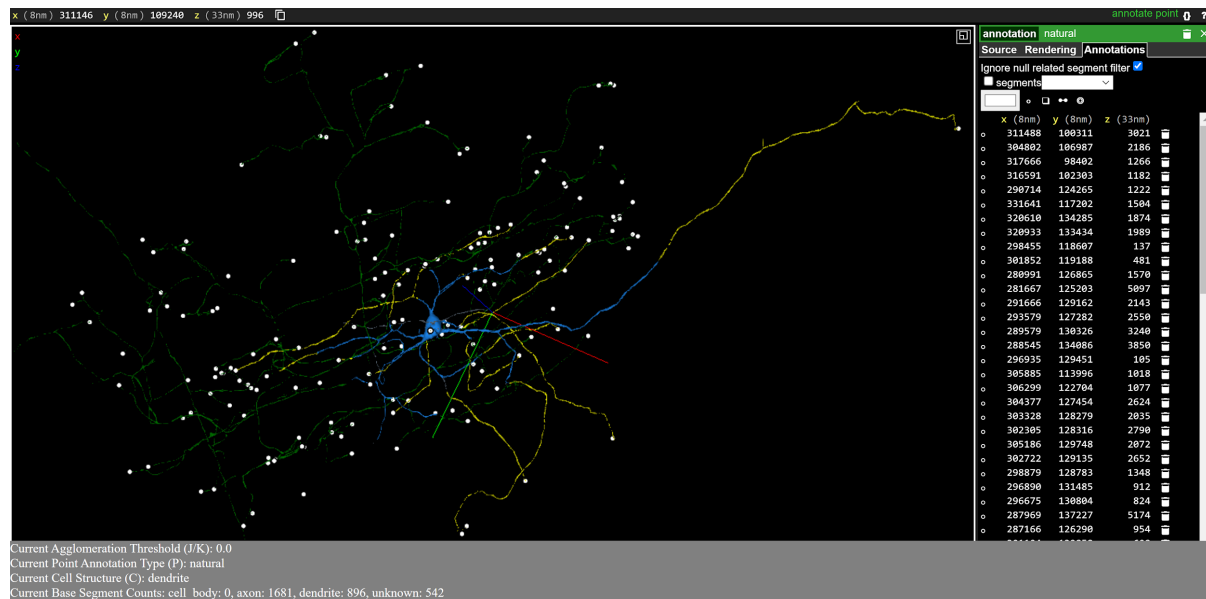 x (8nm) 311146 y (8nm) 109240 z (33nm) 996
annotate point {} ?
x
y
z
annotation natural
Source Rendering Annotations
Ignore null related segment filter
segments
x (8nm) y (8nm) z (33nm)
311488 100311 3021
304802 106987 2186
317666 98402 1266
316591 102303 1182
290714 124265 1222
331641 117202 1504
320610 134285 1874
320933 133434 1989
298455 118607 137
301852 119188 481
280991 126865 1570
281667 125203 5097
291666 129162 2143
293579 127282 2550
289579 130326 3240
288545 134086 3850
296935 129451 105
305885 113996 1018
306299 122704 1077
304377 127454 2624
303328 128279 2035
302305 128316 2790
305186 129748 2072
302722 129135 2652
298879 128783 1348
296890 131485 912
296675 130804 824
287969 137227 5174
287166 126290 954
Current Agglomeration Threshold (J/K): 0.0
Current Point Annotation Type (P): natural
Current Cell Structure (C): dendrite
Current Base Segment Counts: cell_body: 0, axon: 1681, dendrite: 896, unknown: 542